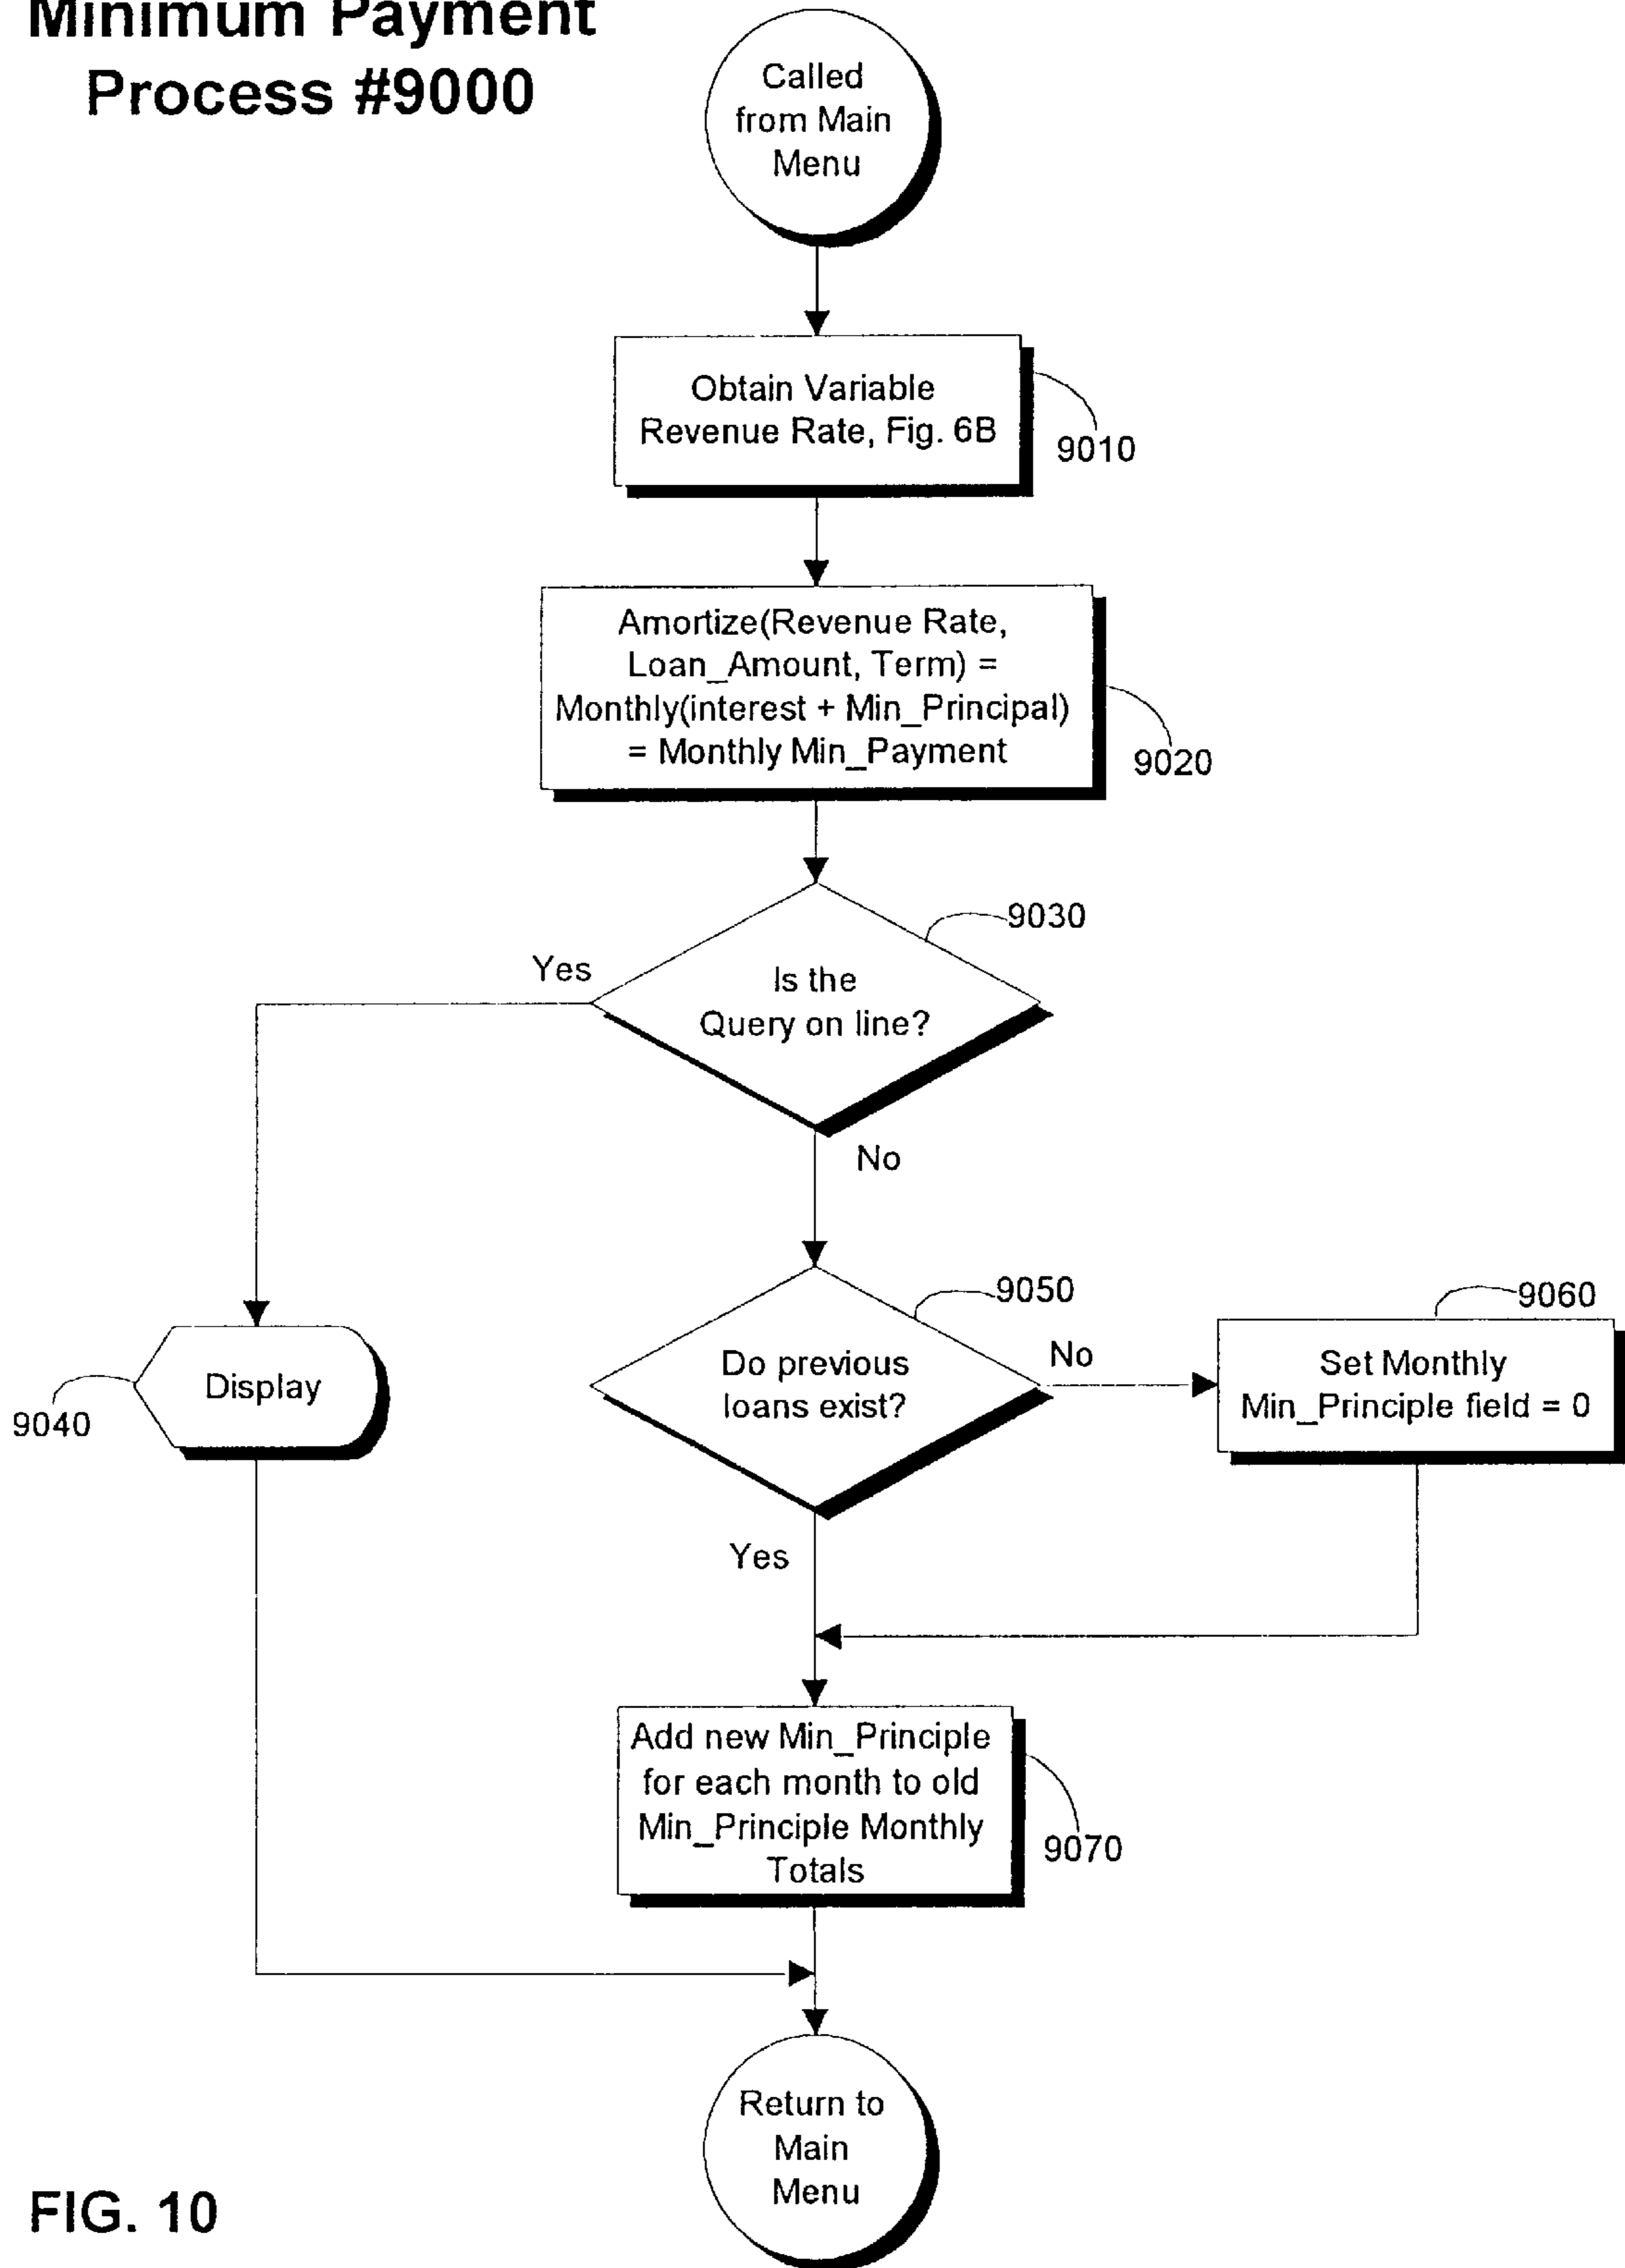 Minimum Payment
Process #9000
Called
from Main
Menu
Obtain Variable
Revenue Rate, Fig. 6B
9010
Amortize(Revenue Rate,
Loan_Amount, Term) =
Monthly(interest + Min_Principal)
= Monthly Min_Payment
9020
9030
Yes
Is the
Query on line?
No
9050
9060
Do previous
loans exist?
No
Set Monthly
Min_Principle field = 0
Display
9040
Yes
Add new Min_Principle
for each month to old
Min_Principle Monthly
Totals
9070
Return to
Main
Menu
FIG. 10